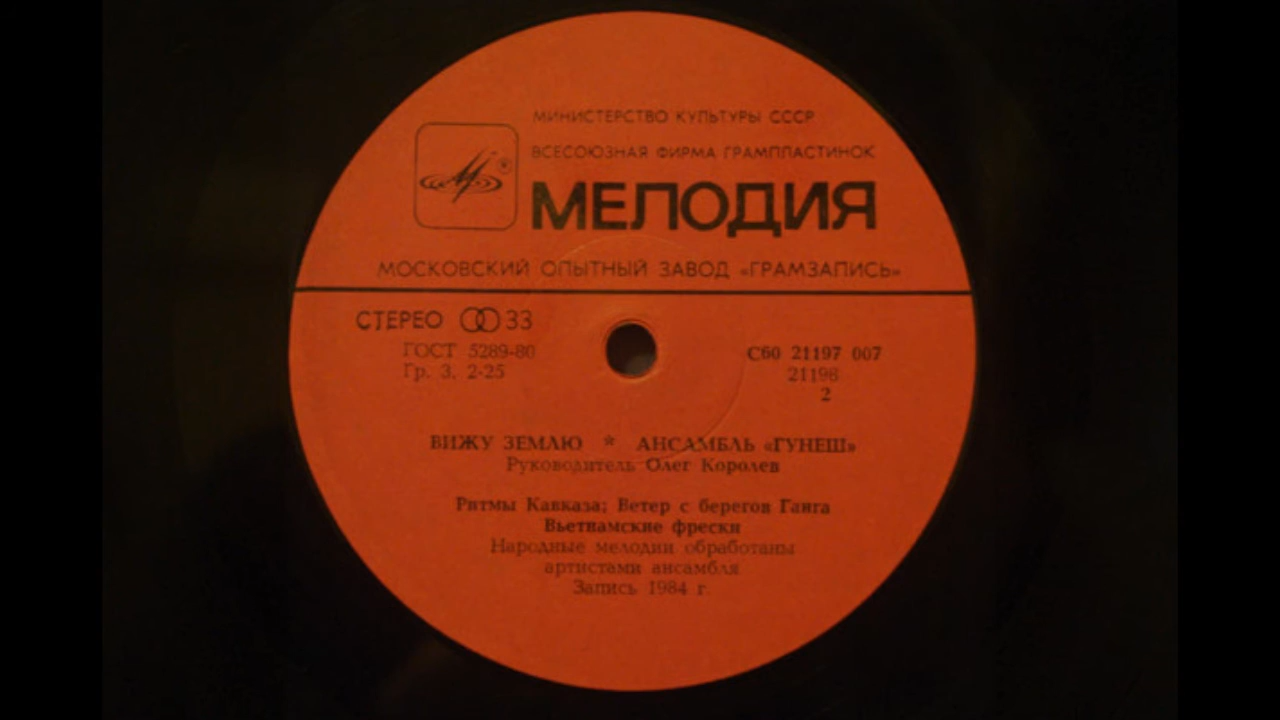 МИНИСТЕРСТВО КУЛЬТУРЫ СССР
ВСЕСОЮЗНАЯ ФИРМА ГРАМПЛАСТИНОК
МЕЛОДИЯ
МОСКОВСКИЙ ОПЫТНЫЙ ЗАВОД «ГРАМЗАПИСЬ»
СТЕРЕО 33
ГОСТ 5289-80
Гр. 3. 2-25
С60 21197 007
21198
2
ВИЖУ ЗЕМЛЮ * АНСАМБЛЬ «ГУНЕШ»
Руководитель Олег Королев
Ритмы Кавказа; Ветер с берегов Ганга
Вьетнамские фрески
Народные мелодии обработаны
артистами ансамбля
Запись 1984 г.